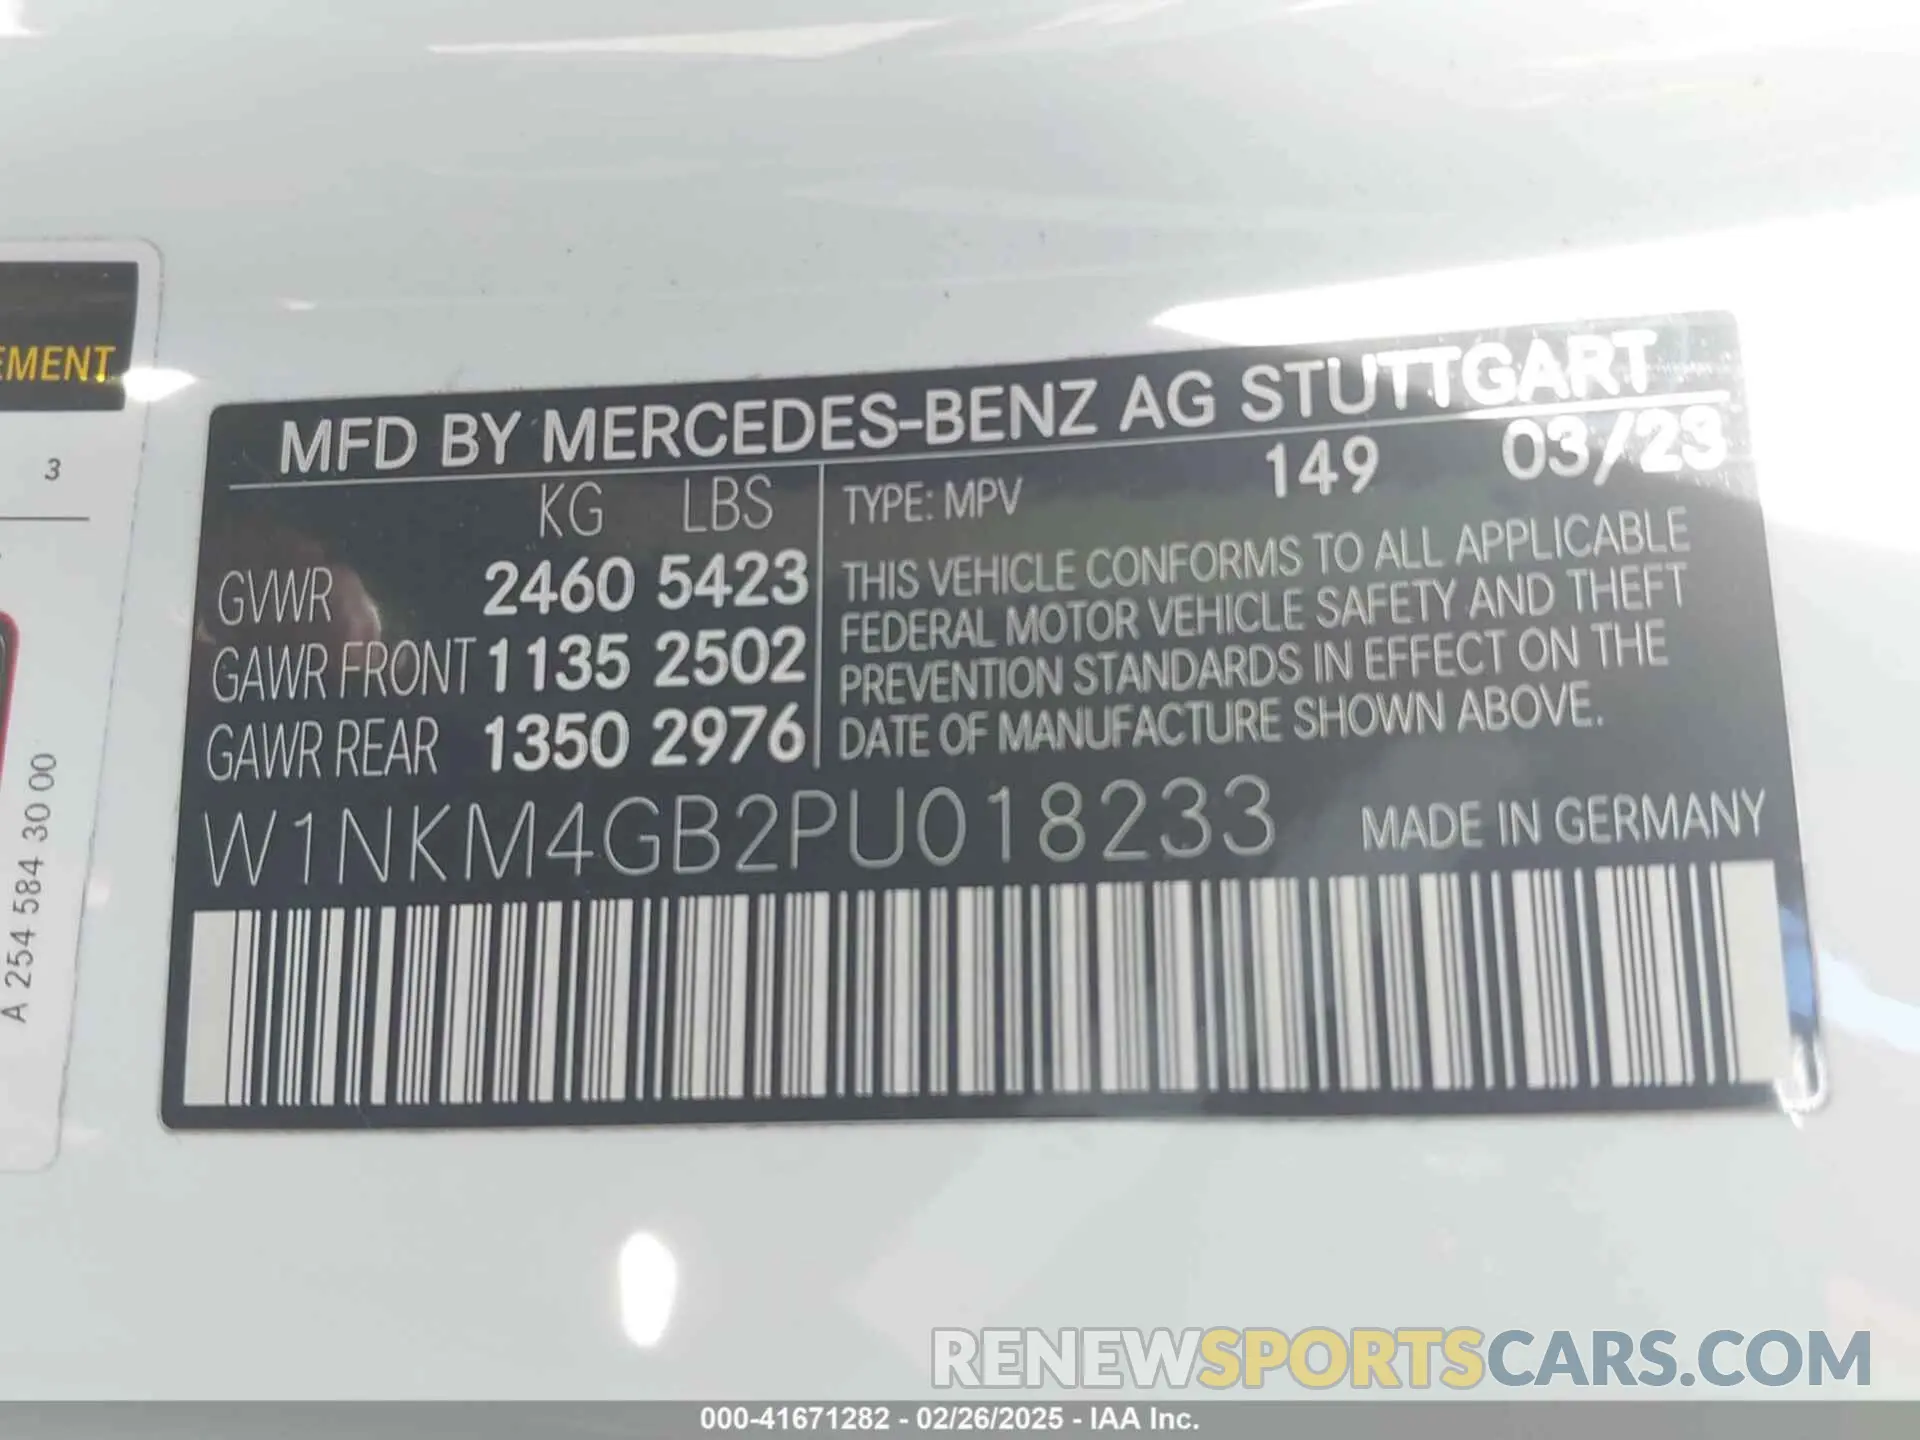 EMENT
3
A 254 584 30 00
MFD BY MERCEDES-BENZ AG STUTTGART
KG LBS
GVWR 2460 5423
GAWR FRONT 1135 2502
GAWR REAR 1350 2976
TYPE: MPV 149 03/23
THIS VEHICLE CONFORMS TO ALL APPLICABLE
FEDERAL MOTOR VEHICLE SAFETY AND THEFT
PREVENTION STANDARDS IN EFFECT ON THE
DATE OF MANUFACTURE SHOWN ABOVE.
W1NKM4GB2PU018233 MADE IN GERMANY
RENEWSPORTSCARS.COM
000-41671282 - 02/26/2025 - IAA Inc.